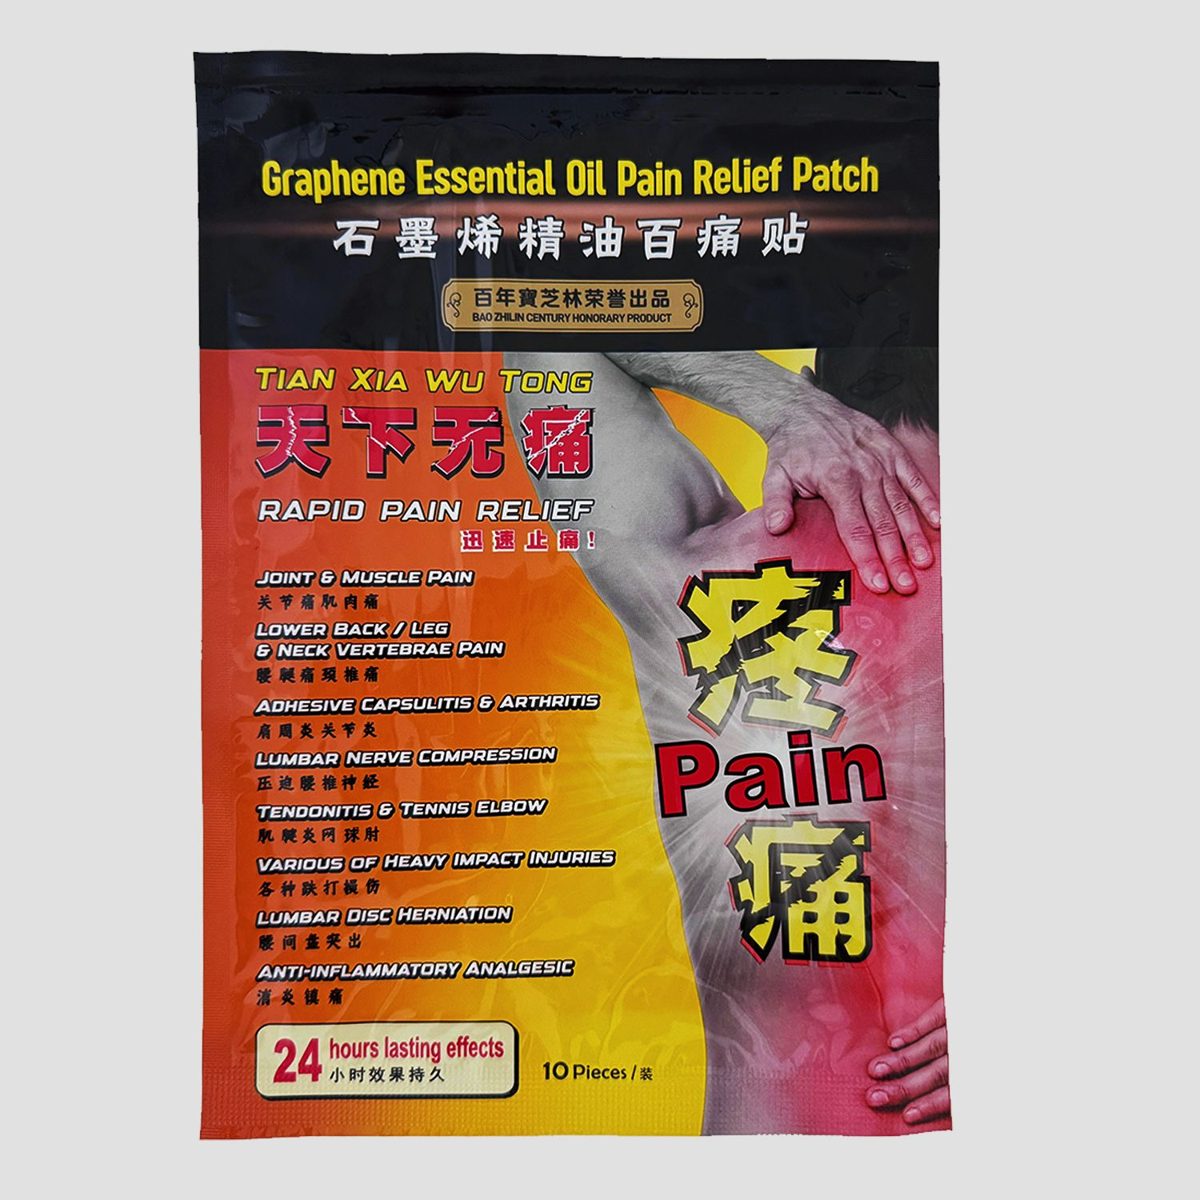 Graphene Essential Oil Pain Relief Patch
石墨烯精油百痛贴
百年寳芝林荣誉出品
BAO ZHILIN CENTURY HONORARY PRODUCT
TIAN XIA WU TONG
天下无痛
RAPID PAIN RELIEF
迅速止痛!
JOINT & MUSCLE PAIN
关节痛肌肉痛
LOWER BACK / LEG
& NECK VERTEBRAE PAIN
腰腿痛颈椎痛
ADHESIVE CAPSULITIS & ARTHRITIS
肩周炎关节炎
LUMBAR NERVE COMPRESSION
压迫腰椎神经
TENDONITIS & TENNIS ELBOW
肌腱炎网球肘
VARIOUS OF HEAVY IMPACT INJURIES
各种跌打损伤
LUMBAR DISC HERNIATION
腰间盘突出
ANTI-INFLAMMATORY ANALGESIC
消炎镇痛
24 hours lasting effects
小时效果持久
10 Pieces / 装
痉
Pain
痛